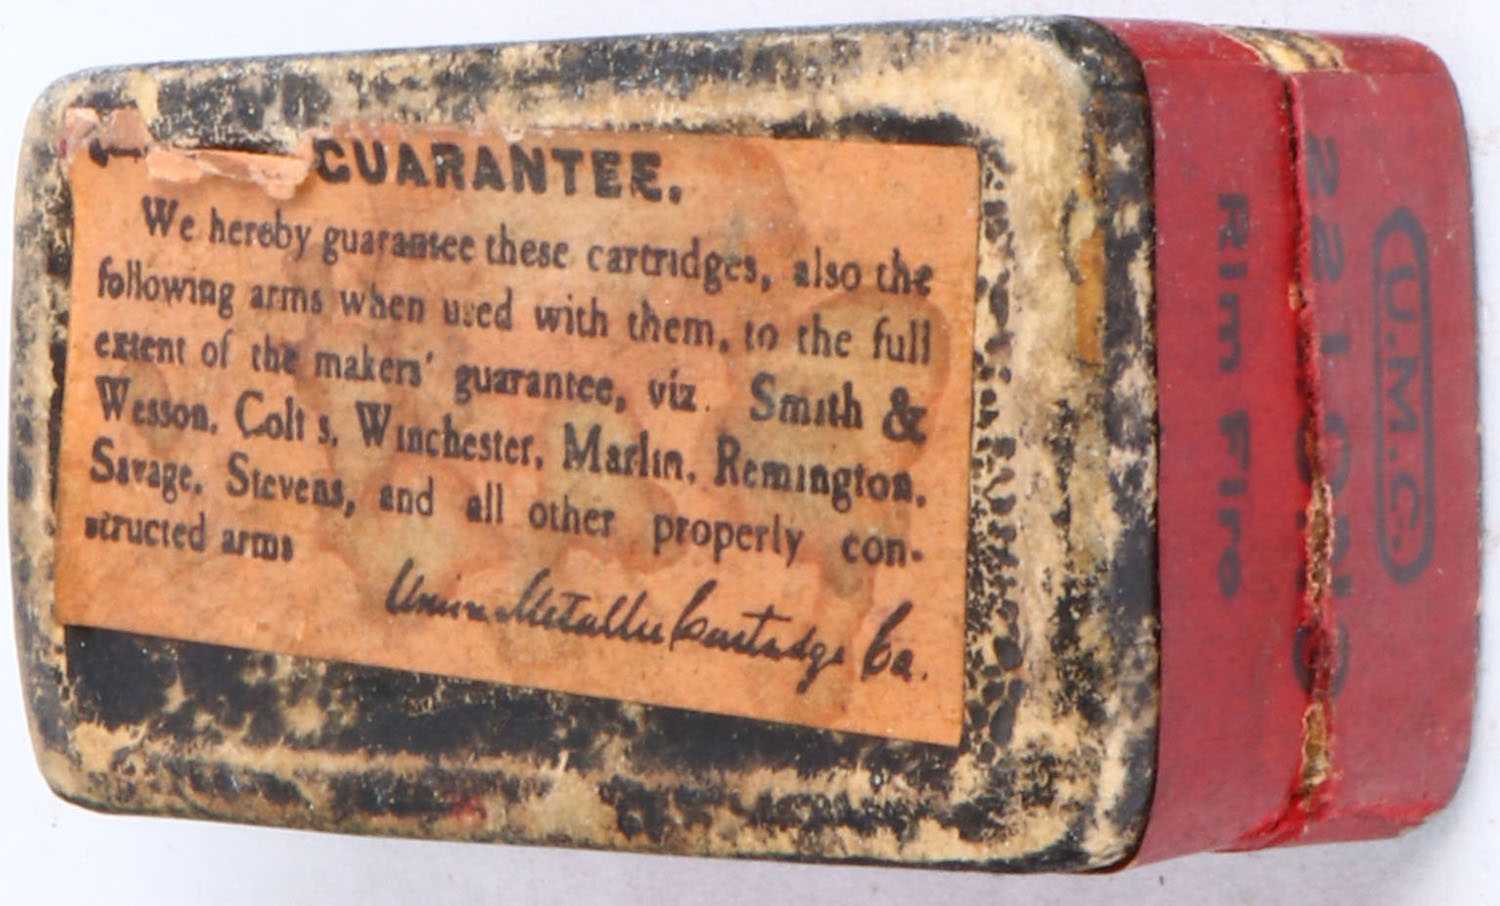 GUARANTEE.
We hereby guarantee these cartridges, also the
following arms when used with them, to the full
extent of the makers' guarantee, viz. Smith &
Wesson, Colt s, Winchester, Marlin, Remington,
Savage, Stevens, and all other properly con-
structed arms
Union Metallic Cartridge Co.
U.M.C.
22 LONG
Rim Fire